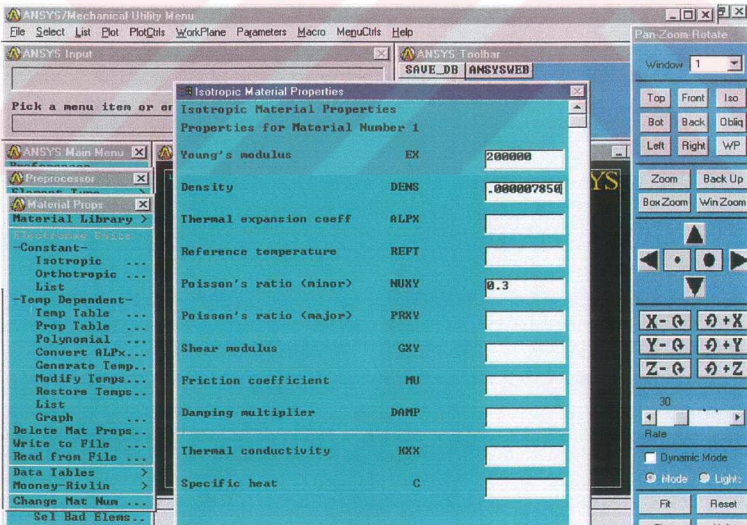 ANSYS/Mechanical Utility Menu
File Select List Plot PlotCtrls WorkPlane Parameters Macro MenuCtrls Help
ANSYS Input
ANSYS Toolbar
SAVE_DB ANSYSWEB
Pick a menu item or en
Isotropic Material Properties
Isotropic Material Properties
Properties for Material Number 1
Young's modulus EX 200000
Density DENS .000007850
Thermal expansion coeff ALPX
Reference temperature REFT
Poisson's ratio (minor) NUXY 0.3
Poisson's ratio (major) PRXY
Shear modulus GXY
Friction coefficient MU
Damping multiplier DAMP
Thermal conductivity KXX
Specific heat C
ANSYS Main Menu
Preprocessor
Material Props
Material Library >
Electromag Units
-Constant-
Isotropic ...
Orthotropic ...
List
-Temp Dependent-
Temp Table ...
Prop Table ...
Polynomial ...
Convert ALPx...
Generate Temp..
Modify Temps...
Restore Temps..
List
Graph ...
Delete Mat Props..
Write to File ...
Read from File ...
Data Tables >
Mooney-Rivlin >
Change Mat Num ...
Sel Bad Elems..
YS
Pan-Zoom-Rotate
Window 1
Top Front Iso
Bot Back Obliq
Left Right WP
Zoom Back Up
Box Zoom Win Zoom
X- +X
Y- +Y
Z- +Z
30
Rate
Dynamic Mode
Mode Lights
Fit Reset